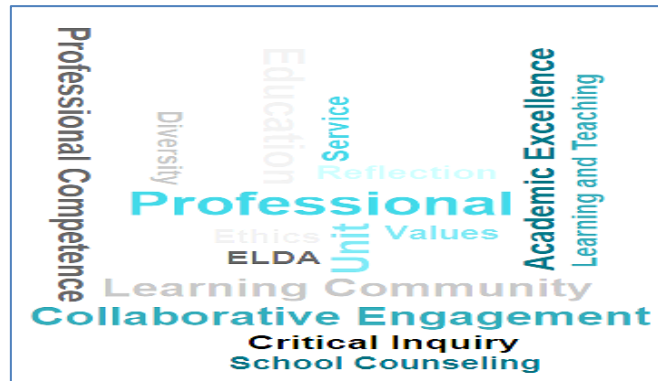 Professional Competence
Diversity
Education
Service
Reflection
Academic Excellence
Learning and Teaching
Professional
Ethics
Unit
Values
ELDA
Learning Community
Collaborative Engagement
Critical Inquiry
School Counseling